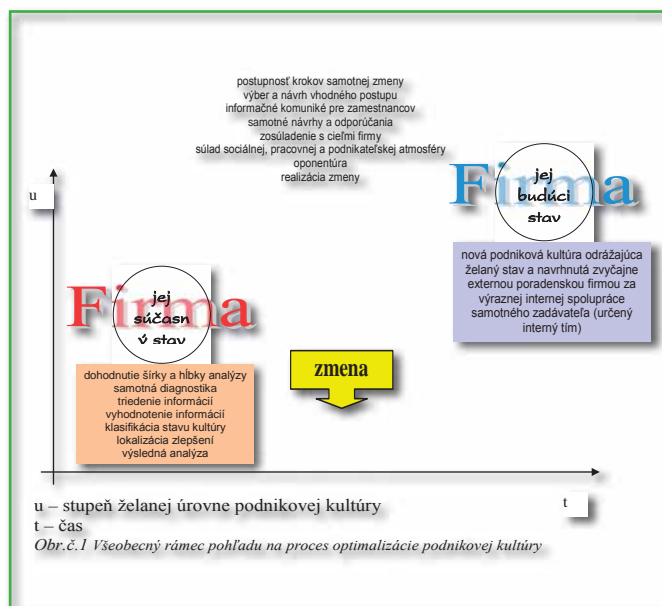 postupnosť krokov samotnej zmeny
výber a návrh vhodného postupu
informačné komuniké pre zamestnancov
samotné návrhy a odporúčania
zosúladenie s cieľmi firmy
súlad sociálnej, pracovnej a podnikateľskej atmosféry
oponentúra
realizácia zmeny
u
Firma
jej
budúci
stav
nová podniková kultúra odrážajúca
želaný stav a navrhnutá zvyčajne
externou poradenskou firmou za
výraznej internej spolupráce
samotného zadávateľa (určený
interný tím)
Firma
jej
súčasn
ý stav
dohodnutie šírky a hĺbky analýzy
samotná diagnostika
triedenie informácií
vyhodnotenie informácií
klasifikácia stavu kultúry
lokalizácia zlepšení
výsledná analýza
zmena
t
u – stupeň želanej úrovne podnikovej kultúry
t – čas
Obr.č.1 Všeobecný rámec pohľadu na proces optimalizácie podnikovej kultúry